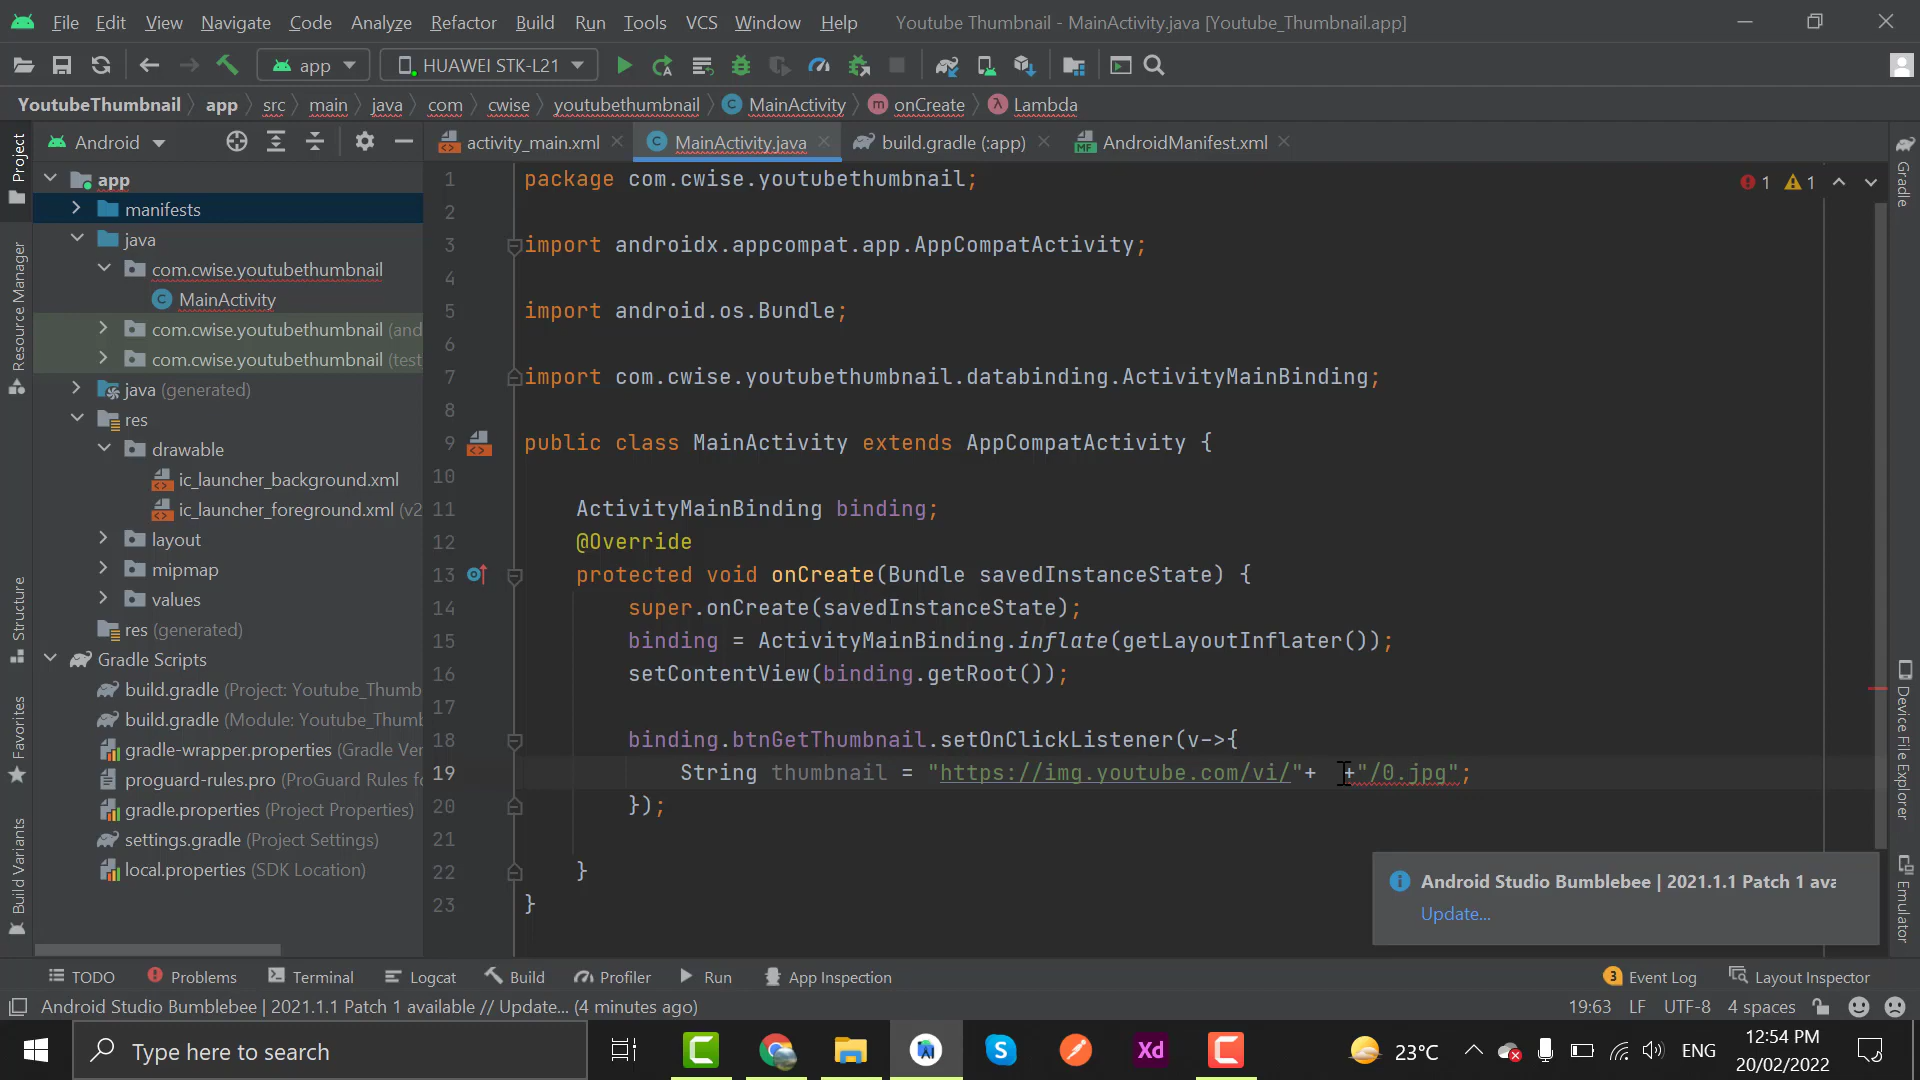 File Edit View Navigate Code Analyze Refactor Build Run Tools VCS Window Help Youtube Thumbnail - MainActivity.java [Youtube_Thumbnail.app]
app HUAWEI STK-L21
YoutubeThumbnail app src main java com cwise youtubethumbnail C MainActivity m onCreate λ Lambda
Android activity_main.xml C MainActivity.java build.gradle (:app) MF AndroidManifest.xml
Project
Resource Manager
Structure
Favorites
Build Variants
app
manifests
java
com.cwise.youtubethumbnail
C MainActivity
com.cwise.youtubethumbnail (and
com.cwise.youtubethumbnail (test
java (generated)
res
drawable
ic_launcher_background.xml
ic_launcher_foreground.xml (v2
layout
mipmap
values
res (generated)
Gradle Scripts
build.gradle (Project: Youtube_Thumb
build.gradle (Module: Youtube_Thum
gradle-wrapper.properties (Gradle Ver
proguard-rules.pro (ProGuard Rules fo
gradle.properties (Project Properties)
settings.gradle (Project Settings)
local.properties (SDK Location)
1 package com.cwise.youtubethumbnail;
2
3 import androidx.appcompat.app.AppCompatActivity;
4
5 import android.os.Bundle;
6
7 import com.cwise.youtubethumbnail.databinding.ActivityMainBinding;
8
9 public class MainActivity extends AppCompatActivity {
10
11 ActivityMainBinding binding;
12 @Override
13 protected void onCreate(Bundle savedInstanceState) {
14 super.onCreate(savedInstanceState);
15 binding = ActivityMainBinding.inflate(getLayoutInflater());
16 setContentView(binding.getRoot());
17
18 binding.btnGetThumbnail.setOnClickListener(v->{
19 String thumbnail = "https://img.youtube.com/vi/"+ +"/0.jpg";
20 });
21
22 }
23 }
1 1
Gradle
Device File Explorer
Emulator
Android Studio Bumblebee | 2021.1.1 Patch 1 ava
Update...
TODO Problems Terminal Logcat Build Profiler Run App Inspection 3 Event Log Layout Inspector
Android Studio Bumblebee | 2021.1.1 Patch 1 available // Update... (4 minutes ago) 19:63 LF UTF-8 4 spaces
Type here to search Xd 23°C ENG
12:54 PM
20/02/2022